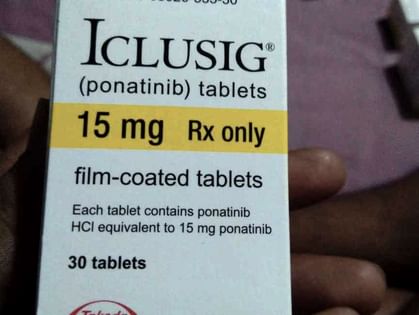 ICLUSIG®
(ponatinib) tablets
15 mg Rx only
film-coated tablets
Each tablet contains ponatinib
HCl equivalent to 15 mg ponatinib
30 tablets
Takeda